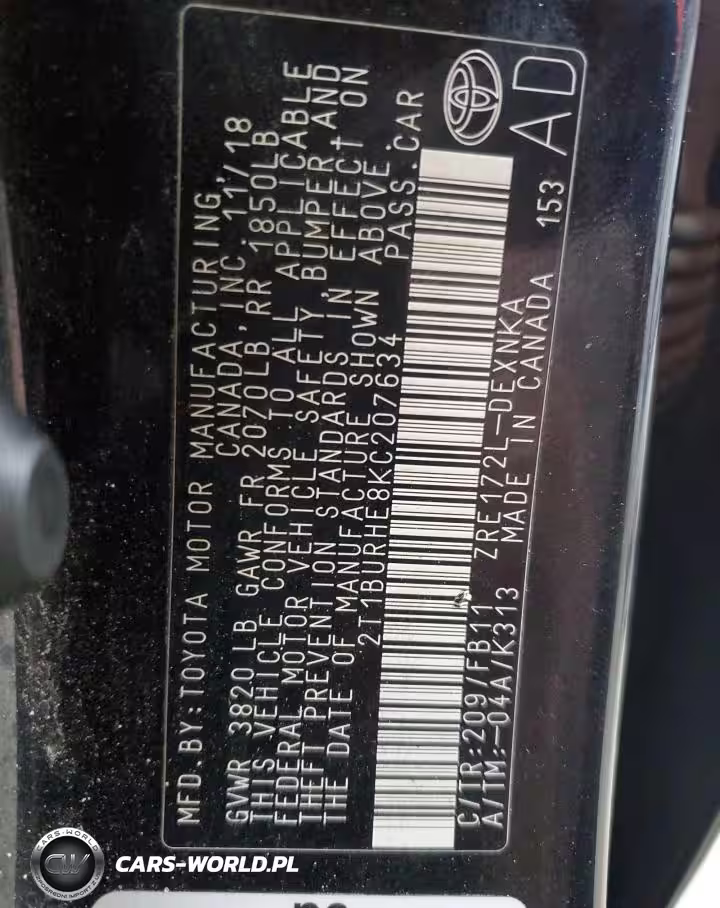 MFD.BY:TOYOTA MOTOR MANUFACTURING,
CANADA, INC. 11/18
GVWR 3820 LB GAWR FR 2070LB,RR 1850LB
THIS VEHICLE CONFORMS TO ALL APPLICABLE
FEDERAL MOTOR VEHICLE SAFETY, BUMPER,AND
THEFT PREVENTION STANDARDS IN EFFECT ON
THE DATE OF MANUFACTURE SHOWN ABOVE.
2T1BURHE8KC207634 PASS.CAR
C/TR:209/FB11 ZRE172L-DEXNKA
A/TM:-04A/K313 MADE IN CANADA 153
AD
CARS-WORLD
CW
CARS-WORLD.PL